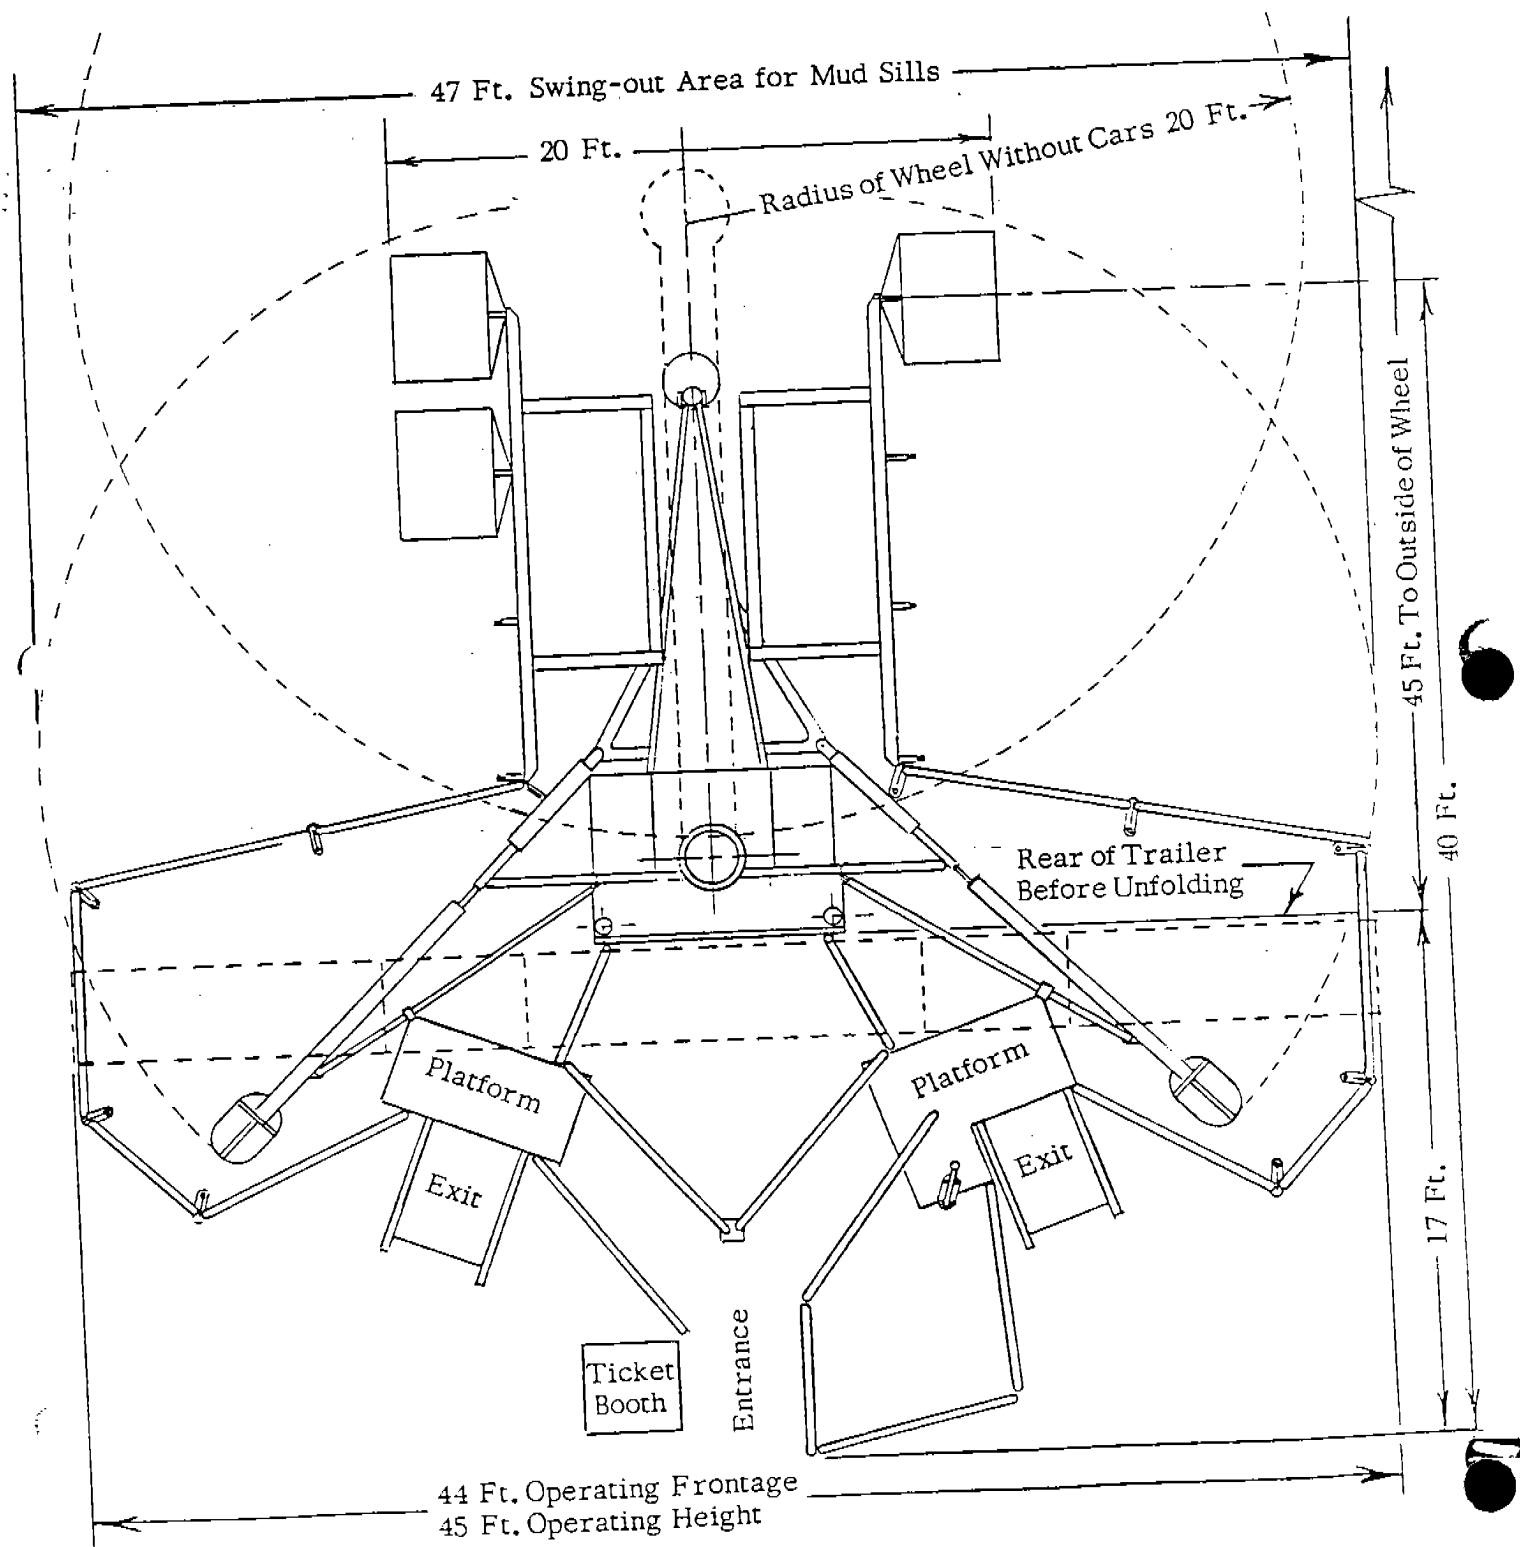 47 Ft. Swing-out Area for Mud Sills
20 Ft.
Radius of Wheel Without Cars 20 Ft.
45 Ft. To Outside of Wheel
40 Ft.
Rear of Trailer
Before Unfolding
Platform
Platform
Exit
Exit
17 Ft.
Entrance
Ticket
Booth
44 Ft. Operating Frontage
45 Ft. Operating Height